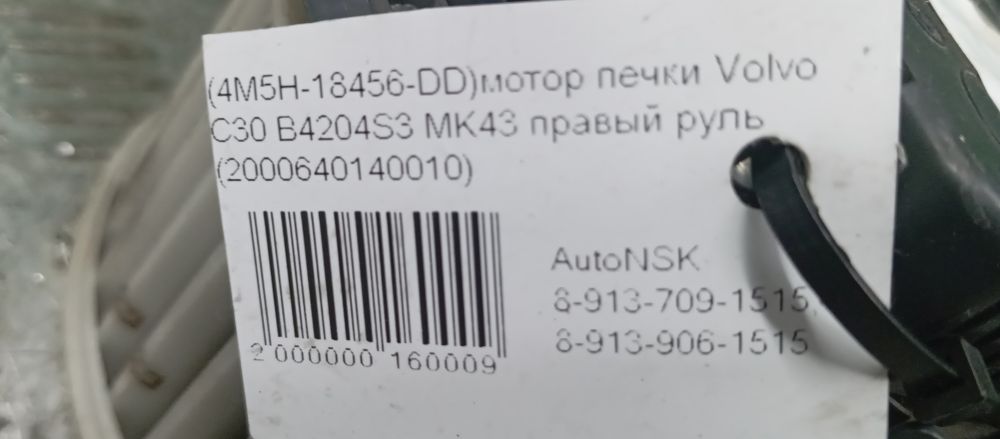 (4M5H-18456-DD)мотор печки Volvo
C30 B4204S3 MK43 правый руль
(2000640140010)
2 000000 160009
AutoNSK
8-913-709-1515,
8-913-906-1515